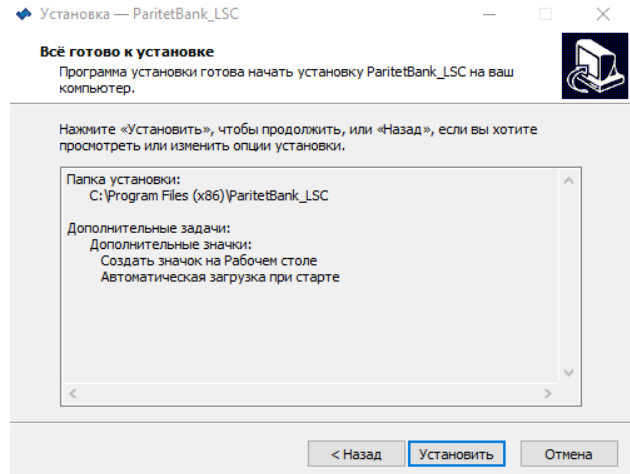 Установка — ParitetBank_LSC
Всё готово к установке
Программа установки готова начать установку ParitetBank_LSC на ваш
компьютер.
Нажмите «Установить», чтобы продолжить, или «Назад», если вы хотите
просмотреть или изменить опции установки.
Папка установки:
C:\Program Files (x86)\ParitetBank_LSC
Дополнительные задачи:
Дополнительные значки:
Создать значок на Рабочем столе
Автоматическая загрузка при старте
< Назад Установить Отмена